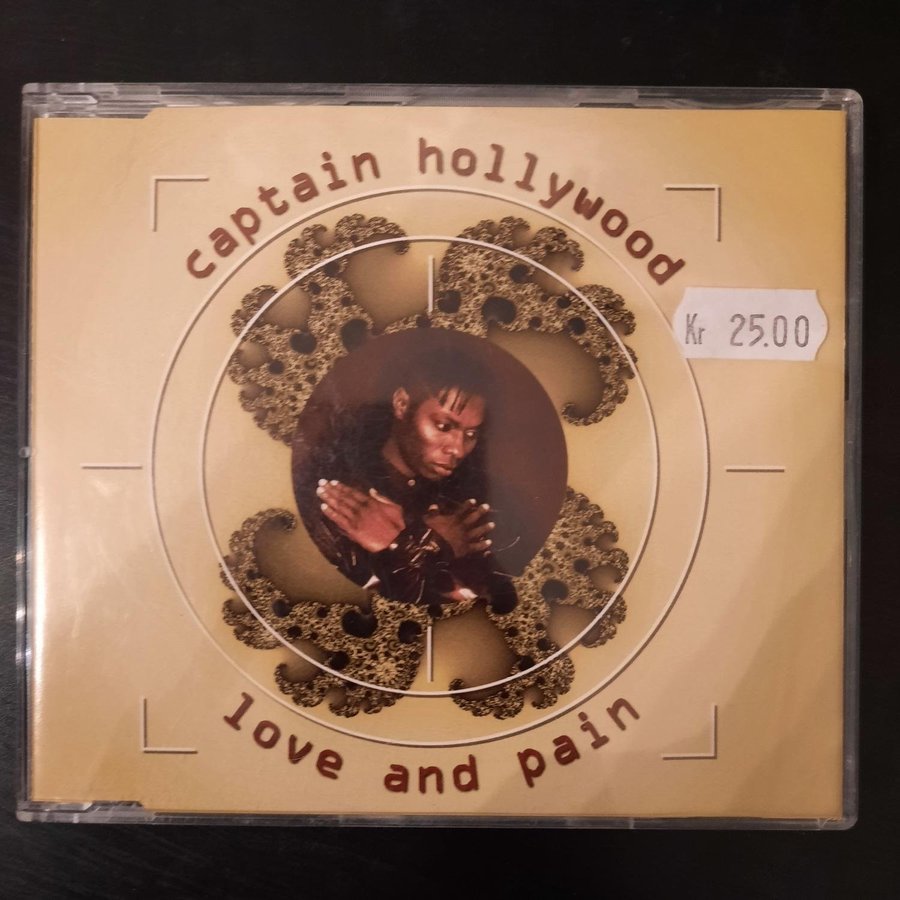 captain hollywood
Kr 25.00
love and pain